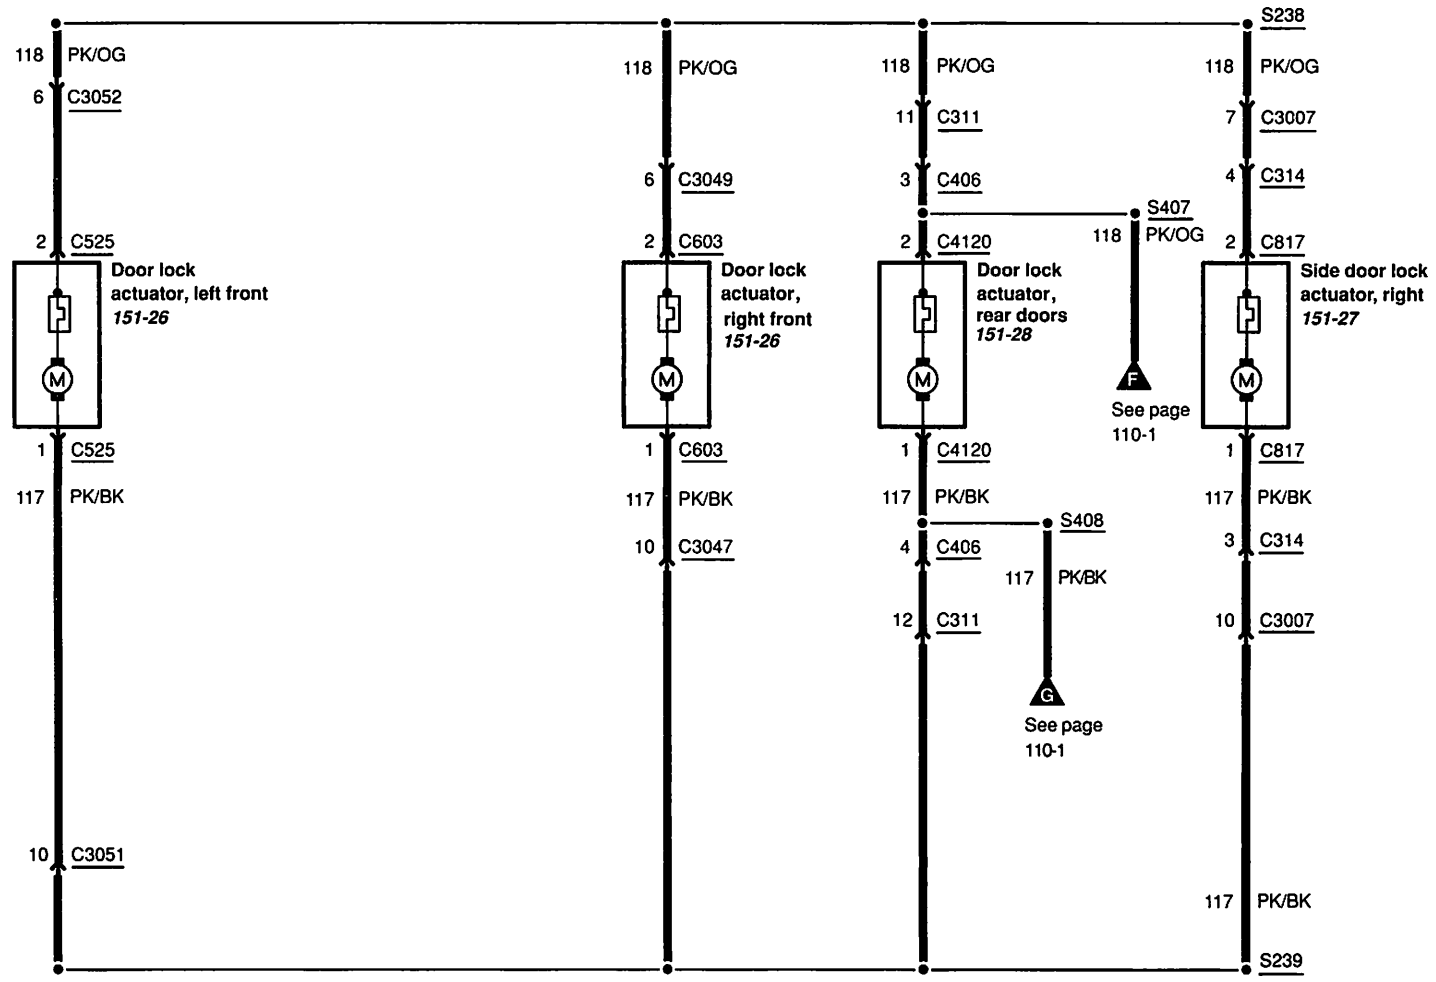 S238
118 PK/OG
118 PK/OG
118 PK/OG
118 PK/OG
6 C3052
11 C311
7 C3007
6 C3049
3 C406
4 C314
S407
118 PK/OG
2 C525
2 C603
2 C4120
2 C817
Door lock
actuator, left front
151-26
Door lock
actuator,
right front
151-26
Door lock
actuator,
rear doors
151-28
Side door lock
actuator, right
151-27
M
M
M
M
F
See page
110-1
1 C525
1 C603
1 C4120
1 C817
117 PK/BK
117 PK/BK
117 PK/BK
117 PK/BK
S408
10 C3047
4 C406
3 C314
117 PK/BK
12 C311
10 C3007
G
See page
110-1
10 C3051
117 PK/BK
S239